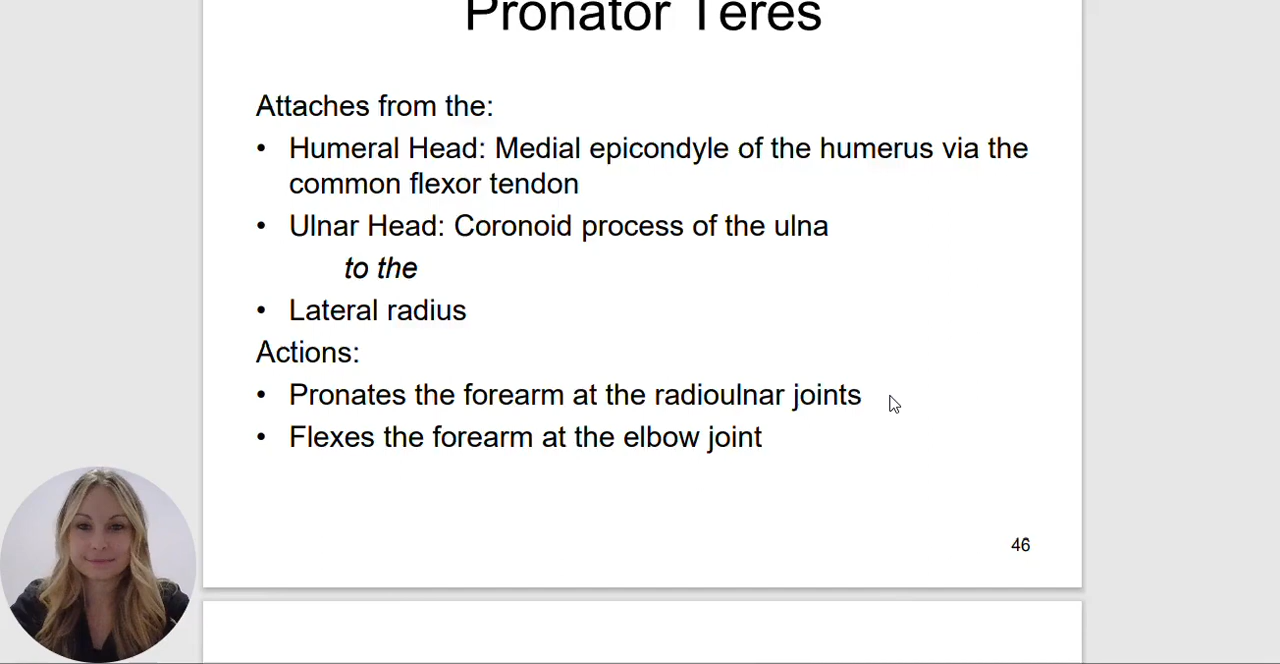 Pronator Teres
Attaches from the:
• Humeral Head: Medial epicondyle of the humerus via the
common flexor tendon
• Ulnar Head: Coronoid process of the ulna
to the
• Lateral radius
Actions:
• Pronates the forearm at the radioulnar joints
• Flexes the forearm at the elbow joint
46